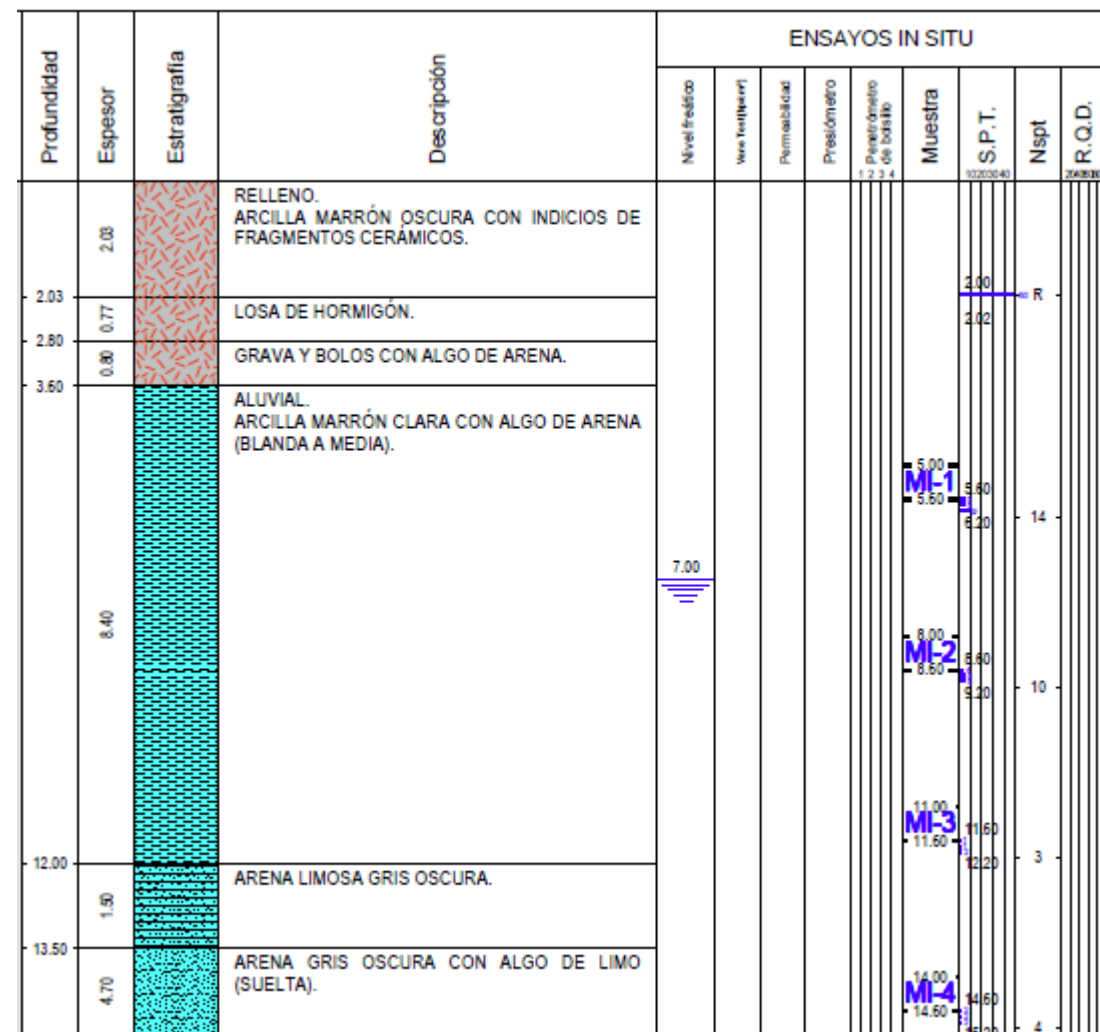 ENSAYOS IN SITU
Profundidad
Espesor
Estratigrafía
Descripción
Nivel freático
Permeabilidad
Presiómetro
Penetrómetro
de bolsillo
1 2 3 4
Muestra
S.P.T.
10203040
Nspt
R.Q.D.
RELLENO.
ARCILLA MARRÓN OSCURA CON INDICIOS DE
FRAGMENTOS CERÁMICOS.
2.03
2.00
2.03
R
2.02
LOSA DE HORMIGÓN.
0.77
2.80
GRAVA Y BOLOS CON ALGO DE ARENA.
0.80
3.60
ALUVIAL.
ARCILLA MARRÓN CLARA CON ALGO DE ARENA
(BLANDA A MEDIA).
5.00
MI-1
5.60
5.60
6.20
14
7.00
8.40
8.00
MI-2
8.60
8.60
9.20
10
11.00
MI-3
11.60
11.60
12.20
3
12.00
ARENA LIMOSA GRIS OSCURA.
1.50
13.50
ARENA GRIS OSCURA CON ALGO DE LIMO
(SUELTA).
4.70
14.00
MI-4
14.60
14.60
4